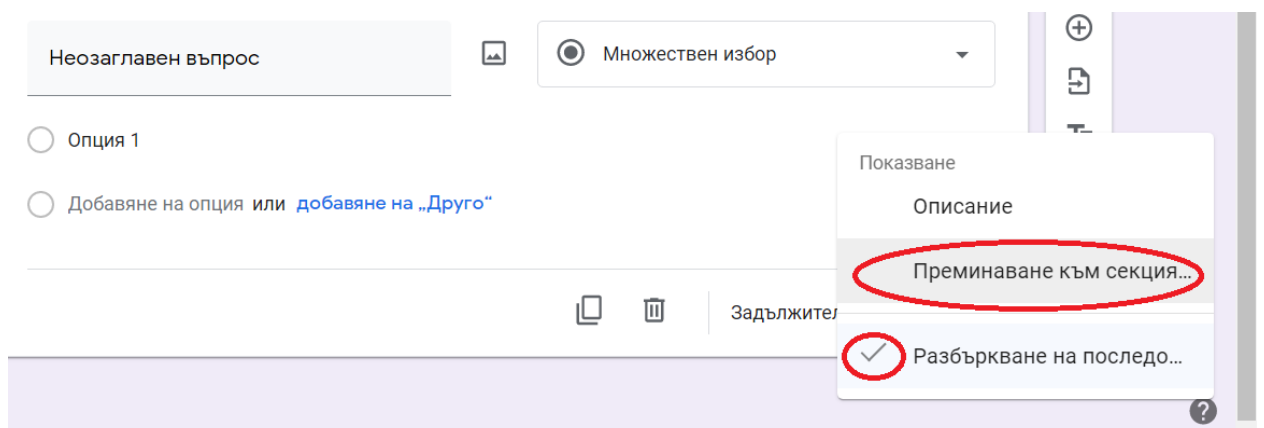 Неозаглавен въпрос
Множествен избор
Опция 1
Добавяне на опция или добавяне на „Друго“
Показване
Описание
Преминаване към секция...
Задължител
Разбъркване на последо...